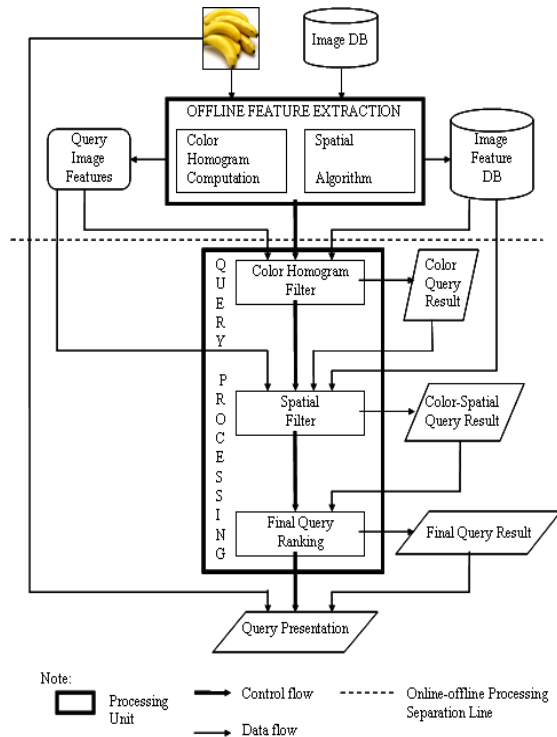 Image DB
OFFLINE FEATURE EXTRACTION
Color
Homogram
Computation
Spatial
Algorithm
Query
Image
Features
Image
Feature
DB
QUERY PROCESSING
Color Homogram
Filter
Color
Query
Result
Spatial
Filter
Color-Spatial
Query Result
Final Query
Ranking
Final Query Result
Query Presentation
Note:
Processing
Unit
Control flow
Data flow
Online-offline Processing
Separation Line